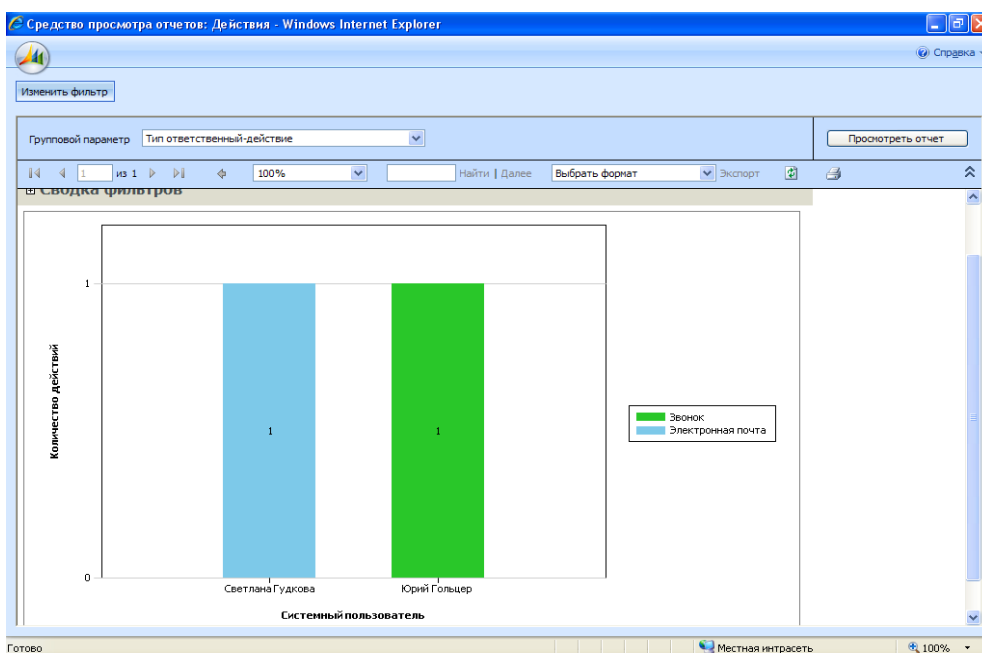 Средство просмотра отчетов: Действия - Windows Internet Explorer
Справка
Изменить фильтр
Групповой параметр Тип ответственный-действие Просмотреть отчет
1 из 1 100% Найти | Далее Выбрать формат Экспорт
Сводка фильтров
1
Количество действий
1 1
Звонок
Электронная почта
0
Светлана Гудкова Юрий Гольцер
Системный пользователь
Готово Местная интрасеть 100%